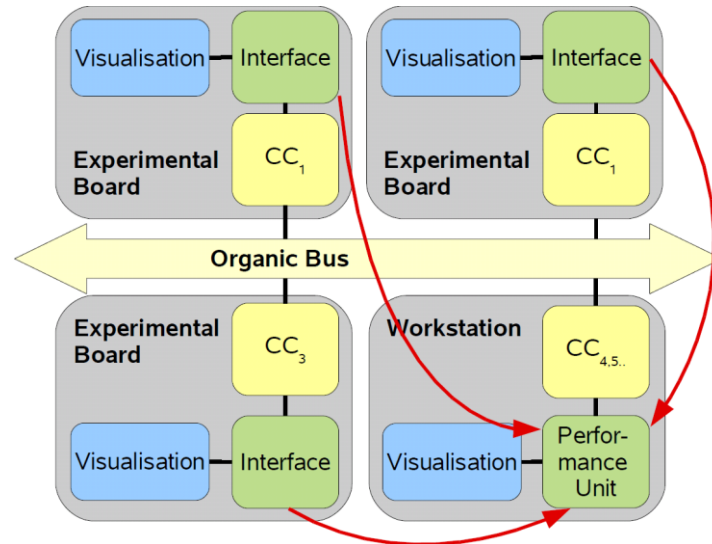 Visualisation
Interface
CC1
Experimental
Board
Visualisation
Interface
CC1
Experimental
Board
Organic Bus
Experimental
Board
CC3
Visualisation
Interface
Workstation
CC4,5..
Visualisation
Perfor-
mance
Unit